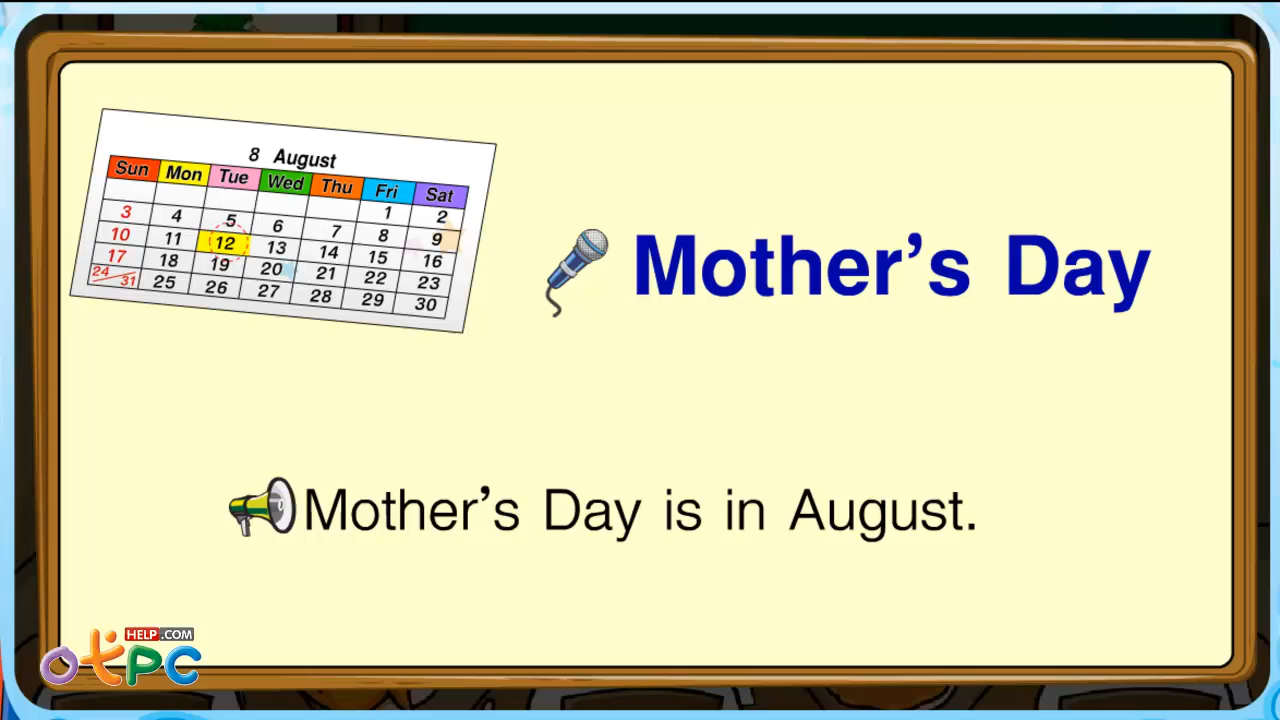 8 August
Sun Mon Tue Wed Thu Fri Sat
1 2
3 4 5 6 7 8 9
10 11 12 13 14 15 16
17 18 19 20 21 22 23
24/31 25 26 27 28 29 30
Mother's Day
Mother's Day is in August.
HELP.COM
OTPC